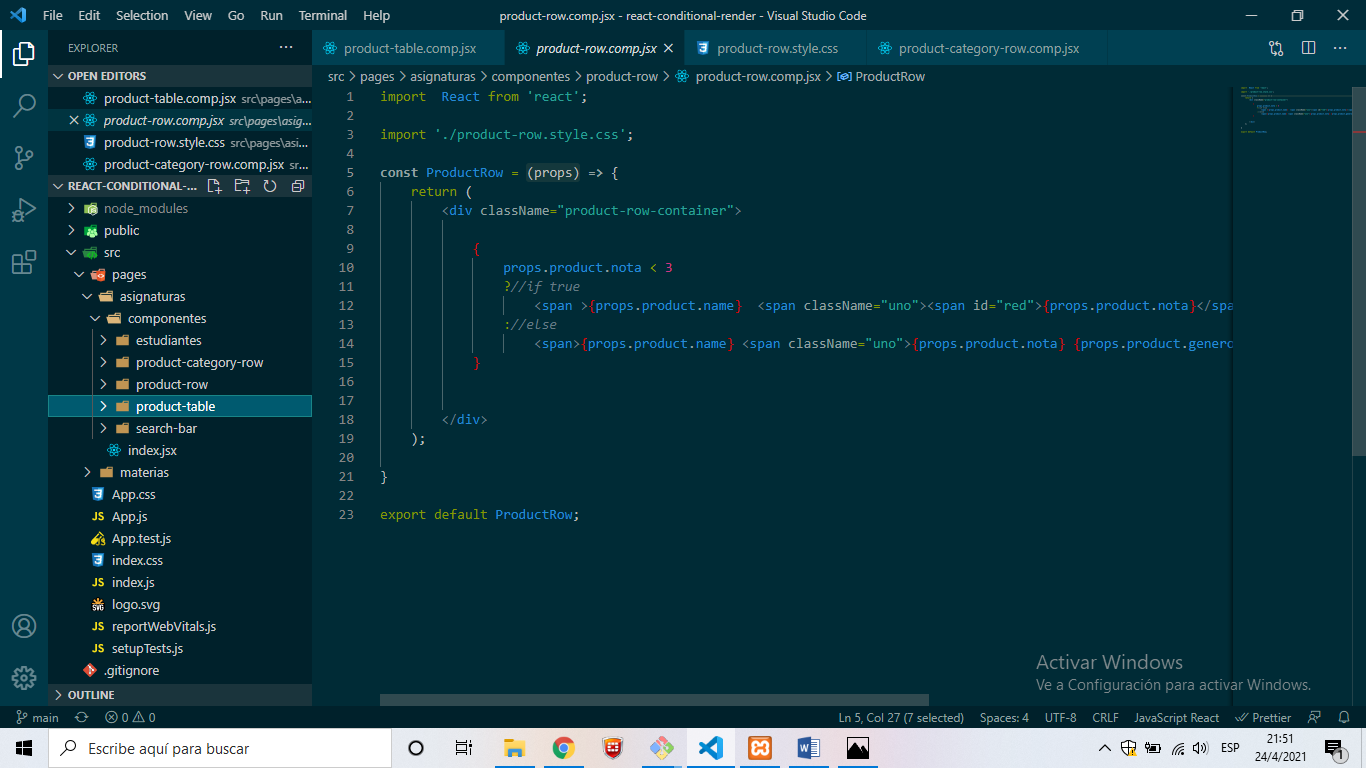 File Edit Selection View Go Run Terminal Help product-row.comp.jsx - react-conditional-render - Visual Studio Code
EXPLORER
OPEN EDITORS
product-table.comp.jsx src\pages\a...
product-row.comp.jsx src\pages\asig...
product-row.style.css src\pages\asi...
product-category-row.comp.jsx sr...
REACT-CONDITIONAL-...
node_modules
public
src
pages
asignaturas
componentes
estudiantes
product-category-row
product-row
product-table
search-bar
index.jsx
materias
App.css
App.js
App.test.js
index.css
index.js
logo.svg
reportWebVitals.js
setupTests.js
.gitignore
OUTLINE
product-table.comp.jsx product-row.comp.jsx product-row.style.css product-category-row.comp.jsx
src > pages > asignaturas > componentes > product-row > product-row.comp.jsx > ProductRow
1 import  React from 'react';
2
3 import './product-row.style.css';
4
5 const ProductRow = (props) => {
6     return (
7         <div className="product-row-container">
8
9             {
10                 props.product.nota < 3
11                 ?//if true
12                     <span >{props.product.name}  <span className="uno"><span id="red">{props.product.nota}</spa
13                 ://else
14                     <span>{props.product.name} <span className="uno">{props.product.nota} {props.product.genero
15             }
16
17
18         </div>
19     );
20
21 }
22
23 export default ProductRow;
Activar Windows
Ve a Configuración para activar Windows.
main 0 0 Ln 5, Col 27 (7 selected) Spaces: 4 UTF-8 CRLF JavaScript React Prettier
Escribe aquí para buscar
ESP
21:51
24/4/2021
1